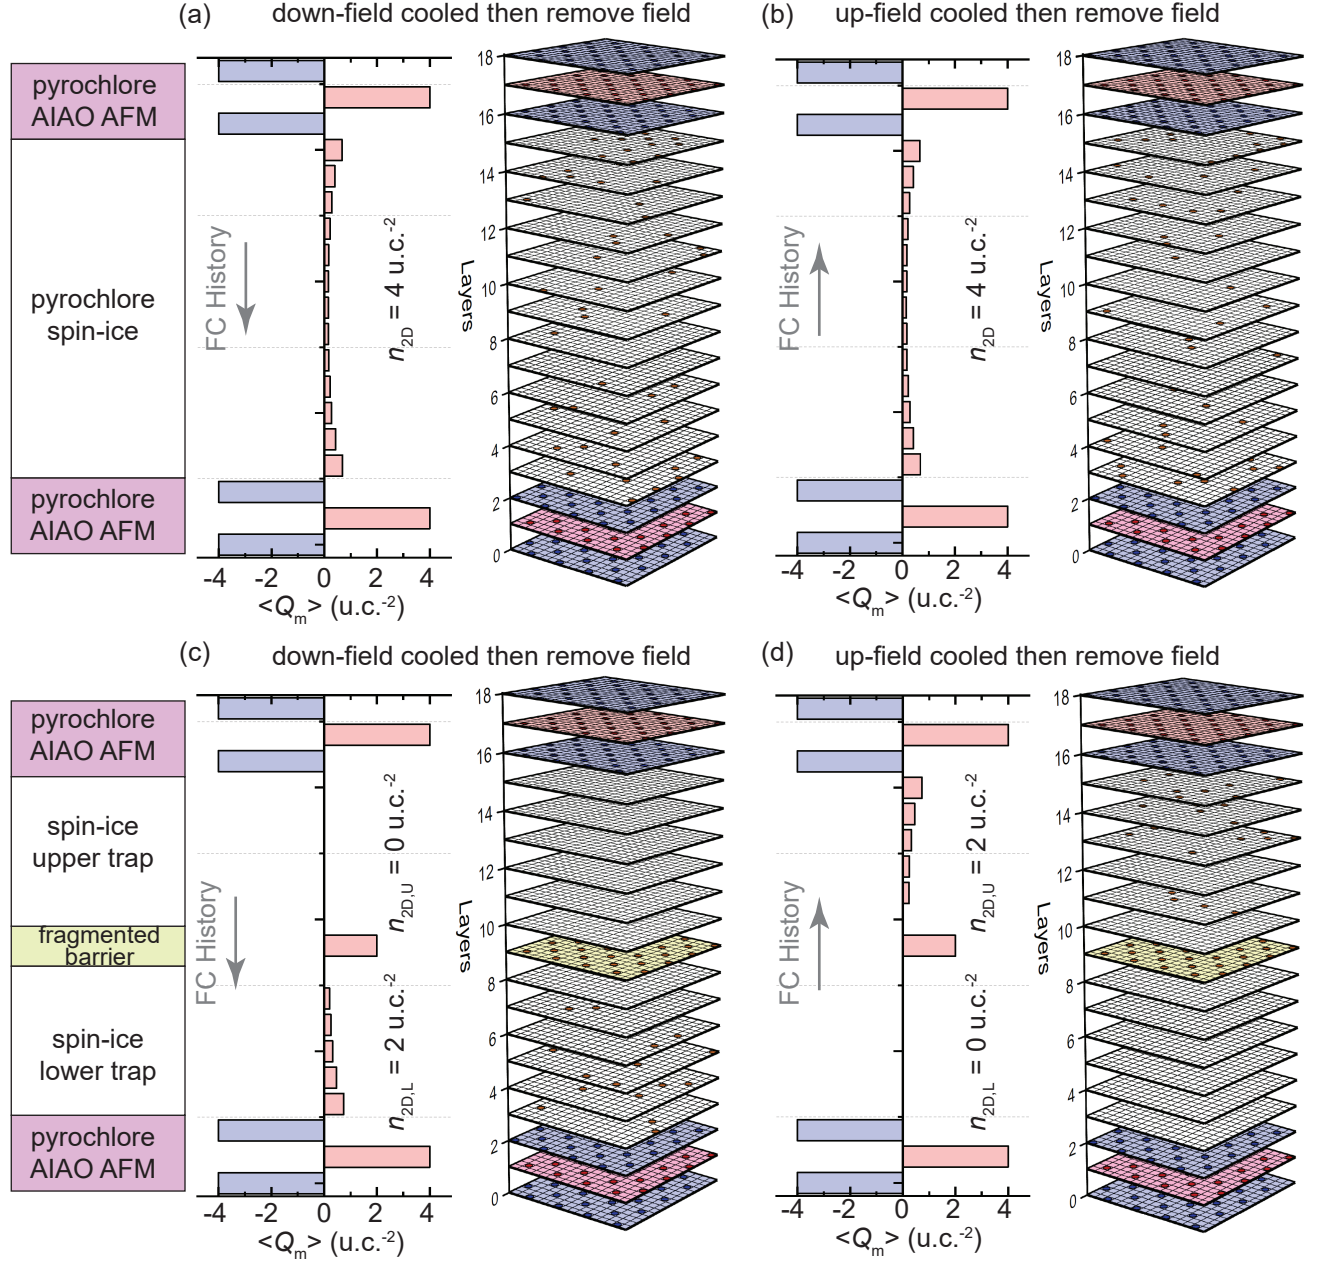 (a) down-field cooled then remove field
(b) up-field cooled then remove field
pyrochlore
AIAO AFM
pyrochlore
spin-ice
pyrochlore
AIAO AFM
FC History
n2D = 4 u.c.-2
Layers
18
16
14
12
10
8
6
4
2
0
-4 -2 0 2 4
<Qm> (u.c.-2)
FC History
n2D = 4 u.c.-2
Layers
18
16
14
12
10
8
6
4
2
0
-4 -2 0 2 4
<Qm> (u.c.-2)
(c) down-field cooled then remove field
(d) up-field cooled then remove field
pyrochlore
AIAO AFM
spin-ice
upper trap
fragmented
barrier
spin-ice
lower trap
pyrochlore
AIAO AFM
FC History
n2D,U = 0 u.c.-2
n2D,L = 2 u.c.-2
Layers
18
16
14
12
10
8
6
4
2
0
-4 -2 0 2 4
<Qm> (u.c.-2)
FC History
n2D,U = 2 u.c.-2
n2D,L = 0 u.c.-2
Layers
18
16
14
12
10
8
6
4
2
0
-4 -2 0 2 4
<Qm> (u.c.-2)